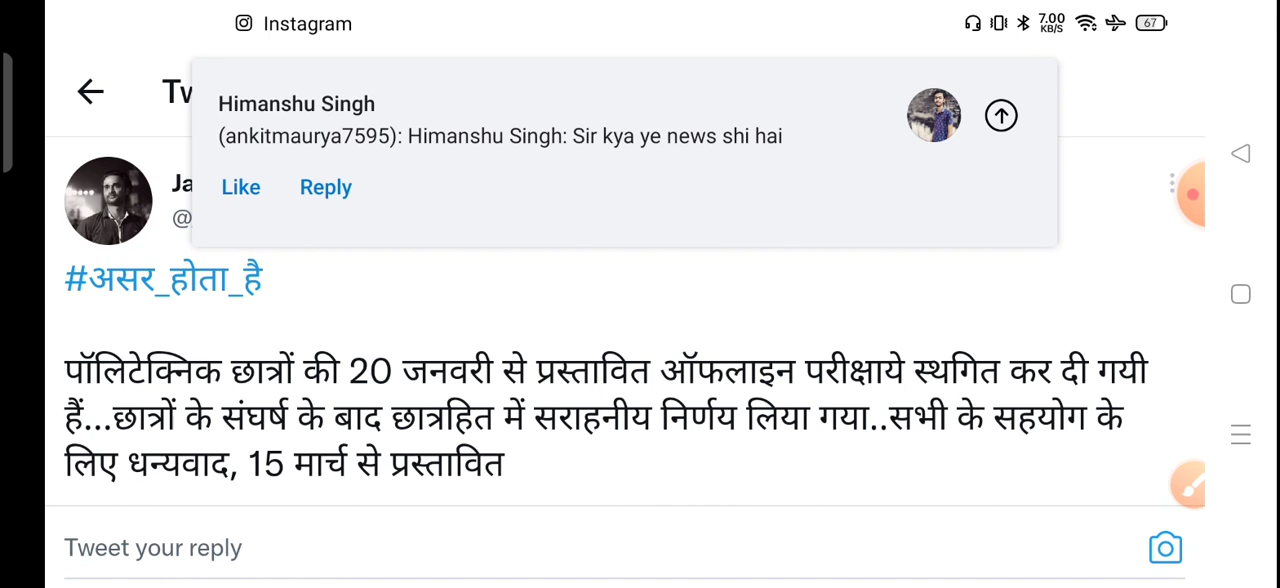 Instagram
7.00
KB/S
67
Tw
Himanshu Singh
(ankitmaurya7595): Himanshu Singh: Sir kya ye news shi hai
Like Reply
Ja
@
#असर_होता_है
पॉलिटेक्निक छात्रों की 20 जनवरी से प्रस्तावित ऑफलाइन परीक्षाये स्थगित कर दी गयी
हैं...छात्रों के संघर्ष के बाद छात्रहित में सराहनीय निर्णय लिया गया..सभी के सहयोग के
लिए धन्यवाद, 15 मार्च से प्रस्तावित
Tweet your reply